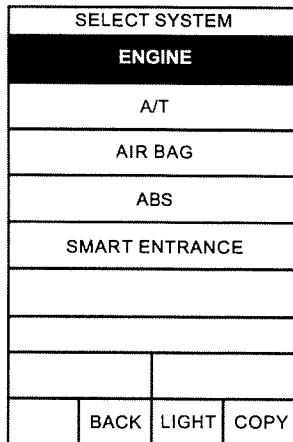 SELECT SYSTEM
ENGINE
A/T
AIR BAG
ABS
SMART ENTRANCE
BACK LIGHT COPY